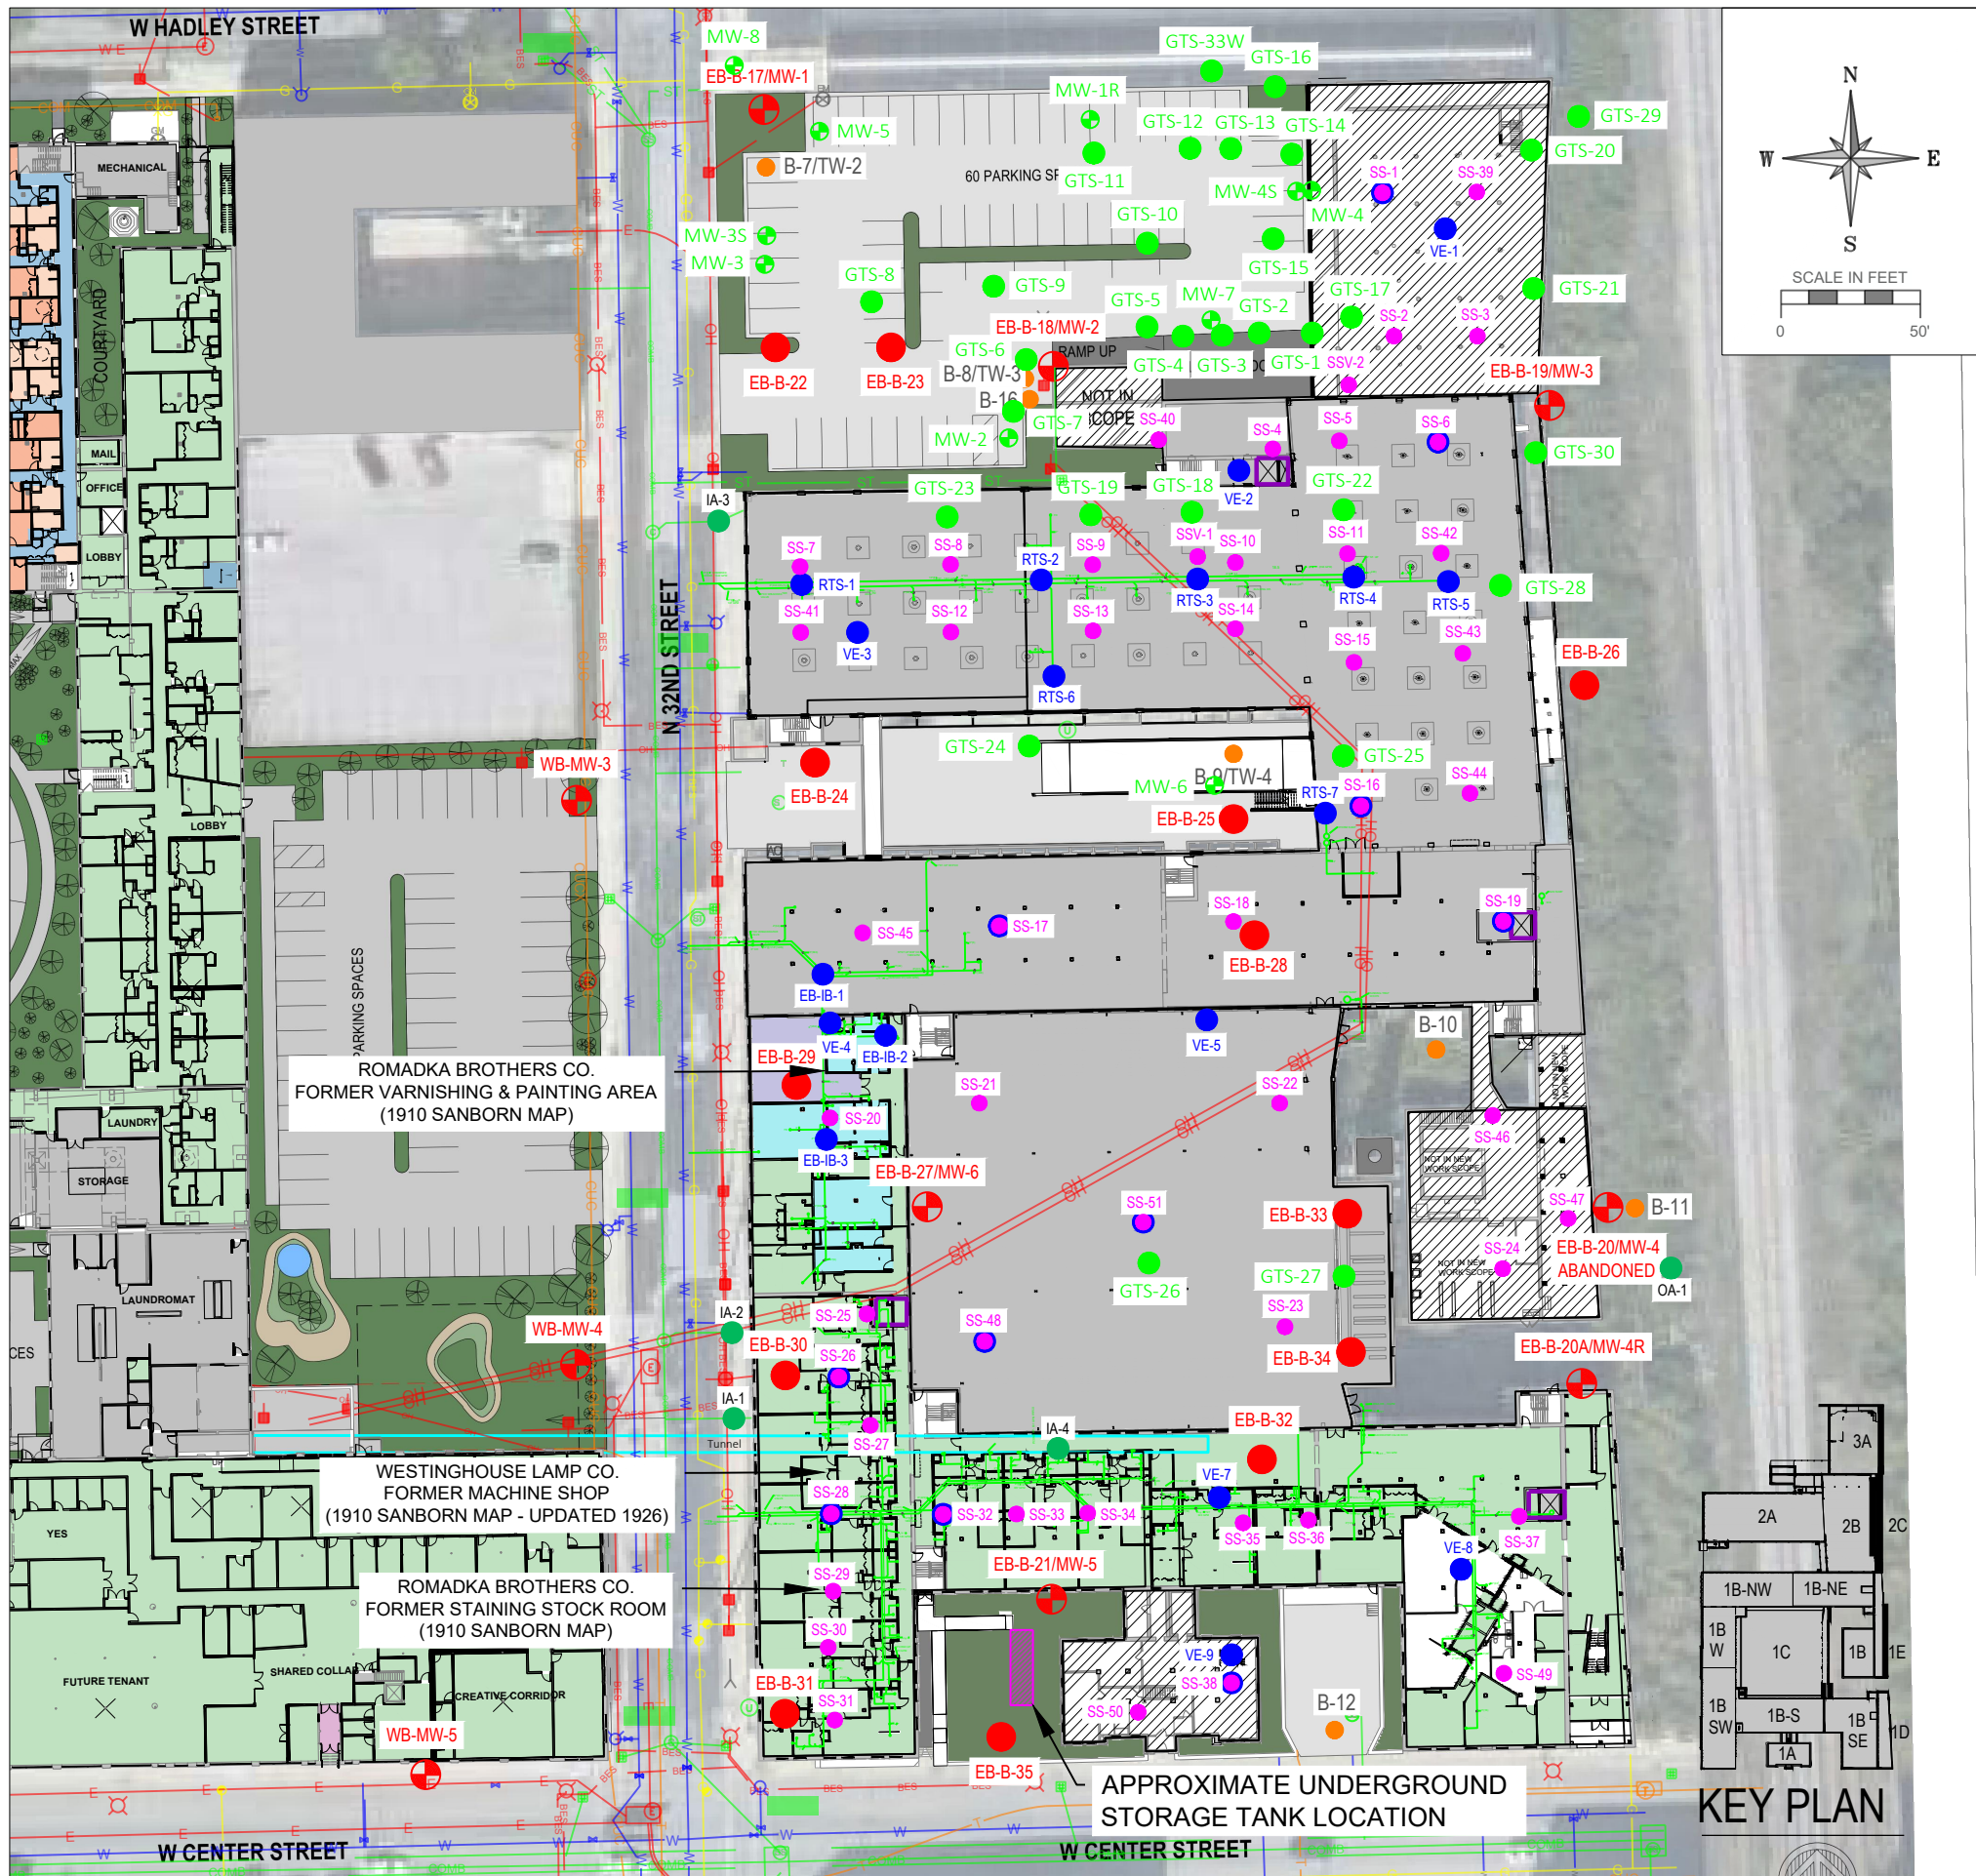 W HADLEY STREET
MW-8
EB-B-17/MW-1
GTS-33W
GTS-16
MW-1R
MW-5
GTS-12
GTS-13
GTS-14
GTS-29
GTS-20
B-7/TW-2
60 PARKING SP
GTS-11
SS-1
SS-39
MW-4S
MW-4
MECHANICAL
COURTYARD
GTS-10
MW-3S
MW-3
VE-1
GTS-8
GTS-9
GTS-15
GTS-5
MW-7
GTS-2
GTS-17
GTS-21
EB-B-18/MW-2
SS-2
SS-3
GTS-6
RAMP UP
GTS-4
GTS-3
GTS-1
SSV-2
EB-B-19/MW-3
EB-B-22
EB-B-23
B-8/TW-3
B-16
NOT IN
SCOPE
GTS-7
MW-2
SS-40
SS-4
SS-5
SS-6
GTS-30
N
W
E
S
SCALE IN FEET
0
50'
MAIL
OFFICE
LOBBY
VE-2
IA-3
GTS-23
GTS-19
GTS-18
GTS-22
SS-7
SS-8
SS-9
SSV-1
SS-10
SS-11
SS-42
RTS-1
RTS-2
RTS-3
RTS-4
RTS-5
GTS-28
SS-41
SS-12
SS-13
SS-14
SS-15
SS-43
VE-3
RTS-6
EB-B-26
N 32ND STREET
WB-MW-3
EB-B-24
GTS-24
B-9/TW-4
MW-6
GTS-25
EB-B-25
RTS-7
SS-16
SS-44
LOBBY
PARKING SPACES
SS-45
SS-17
SS-18
SS-19
EB-B-28
EB-IB-1
VE-4
EB-IB-2
VE-5
B-10
EB-B-29
ROMADKA BROTHERS CO.
FORMER VARNISHING & PAINTING AREA
(1910 SANBORN MAP)
SS-21
SS-22
SS-20
EB-IB-3
SS-46
NOT IN NEW
WORK SCOPE
NOT IN NEW
WORK SCOPE
LAUNDRY
STORAGE
EB-B-27/MW-6
SS-51
EB-B-33
SS-47
B-11
GTS-26
GTS-27
SS-24
NOT IN NEW
WORK SCOPE
EB-B-20/MW-4
ABANDONED
OA-1
LAUNDROMAT
CES
WB-MW-4
IA-2
SS-25
SS-48
SS-23
EB-B-30
SS-26
EB-B-34
EB-B-20A/MW-4R
IA-1
SS-27
Tunnel
IA-4
EB-B-32
WESTINGHOUSE LAMP CO.
FORMER MACHINE SHOP
(1910 SANBORN MAP - UPDATED 1926)
VE-7
SS-28
SS-32
SS-33
SS-34
SS-35
SS-36
SS-37
YES
EB-B-21/MW-5
VE-8
ROMADKA BROTHERS CO.
FORMER STAINING STOCK ROOM
(1910 SANBORN MAP)
SS-29
SS-30
VE-9
SS-38
SS-49
FUTURE TENANT
SHARED COLLAB
CREATIVE CORRIDOR
EB-B-31
SS-31
SS-50
B-12
WB-MW-5
EB-B-35
APPROXIMATE UNDERGROUND
STORAGE TANK LOCATION
W CENTER STREET
W CENTER STREET
3A
2A
2B
2C
1B-NW
1B-NE
1B
W
1C
1B
1E
1B
SW
1B-S
1B
SE
1D
1A
KEY PLAN